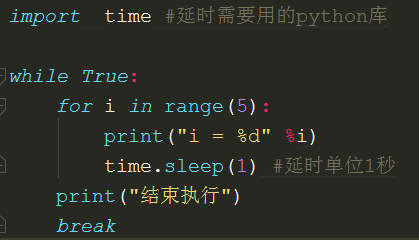 import  time #延时需要用的python库
while True:
    for i in range(5):
        print("i = %d" %i)
        time.sleep(1) #延时单位1秒
    print("结束执行")
    break